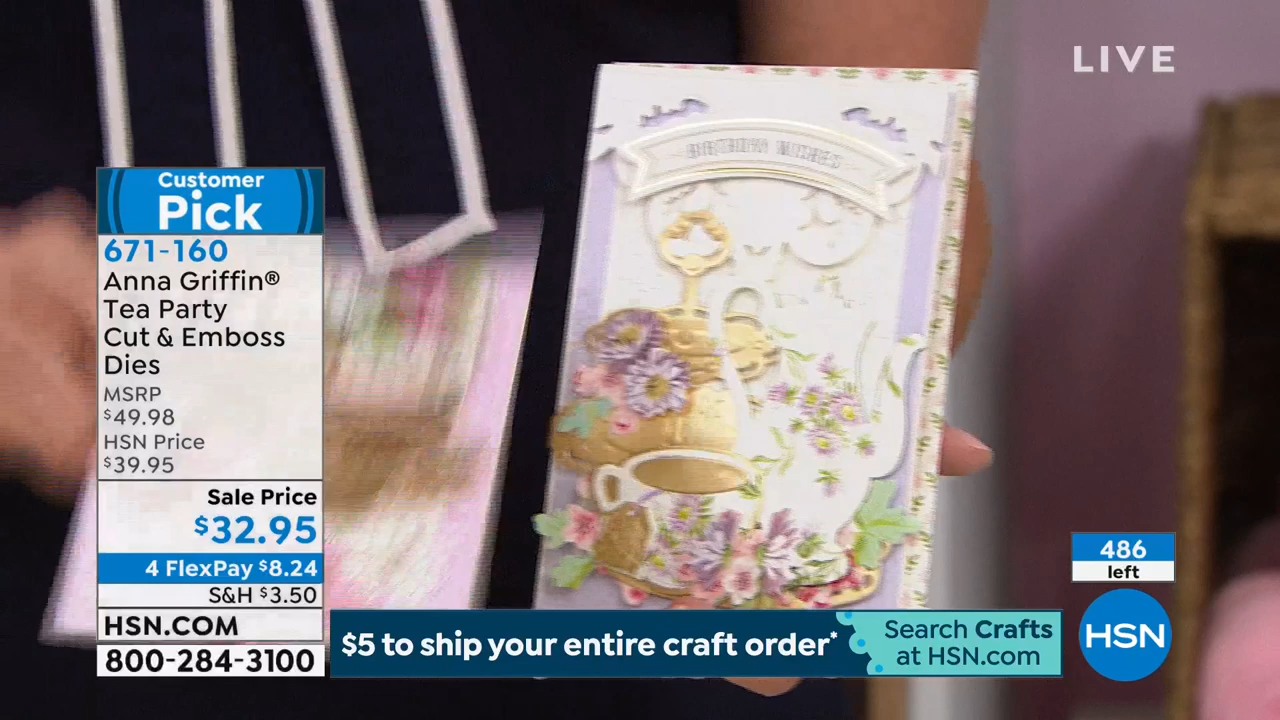 LIVE
BIRTHDAY WISHES
Customer
Pick
671-160
Anna Griffin®
Tea Party
Cut & Emboss
Dies
MSRP
$49.98
HSN Price
$39.95
Sale Price
$32.95
4 FlexPay $8.24
S&H $3.50
HSN.COM
800-284-3100
$5 to ship your entire craft order*
Search Crafts
at HSN.com
486
left
HSN